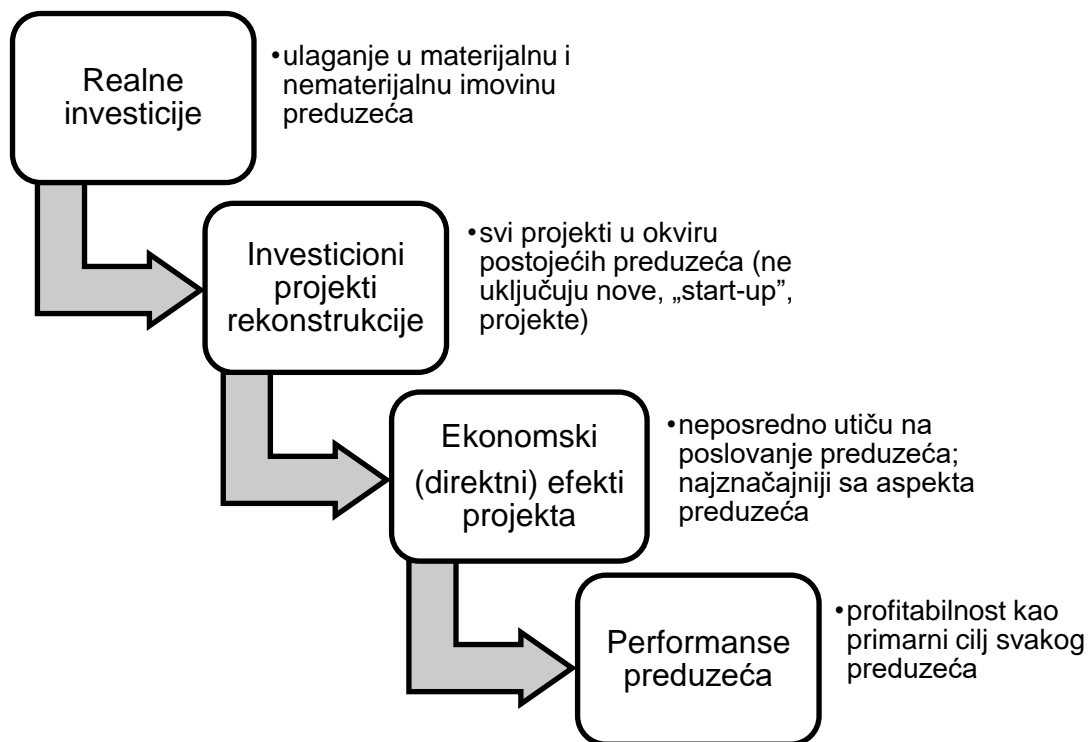 Realne
investicije
•ulaganje u materijalnu i
nematerijalnu imovinu
preduzeća
Investicioni
projekti
rekonstrukcije
•svi projekti u okviru
postojećih preduzeća (ne
uključuju nove, „start-up”,
projekte)
Ekonomski
(direktni) efekti
projekta
•neposredno utiču na
poslovanje preduzeća;
najznačajniji sa aspekta
preduzeća
Performanse
preduzeća
•profitabilnost kao
primarni cilj svakog
preduzeća